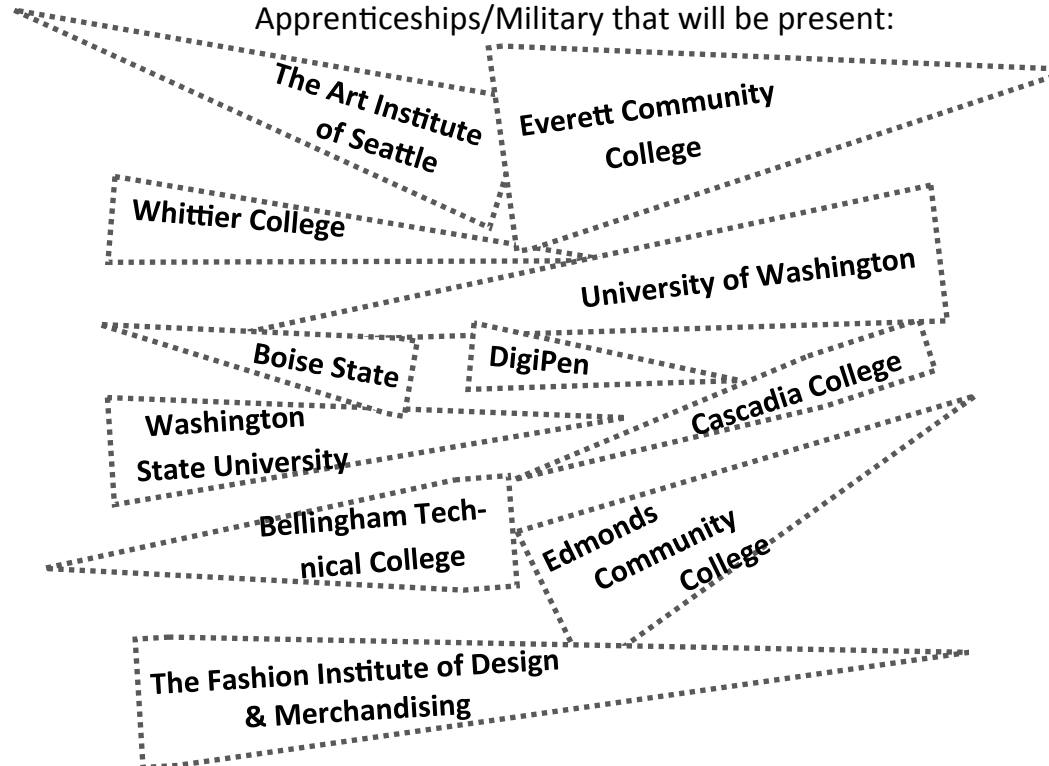 Apprenticeships/Military that will be present:
The Art Institute
of Seattle
Everett Community
College
Whittier College
University of Washington
Boise State
DigiPen
Cascadia College
Washington
State University
Bellingham Tech-
nical College
Edmonds
Community
College
The Fashion Institute of Design
& Merchandising